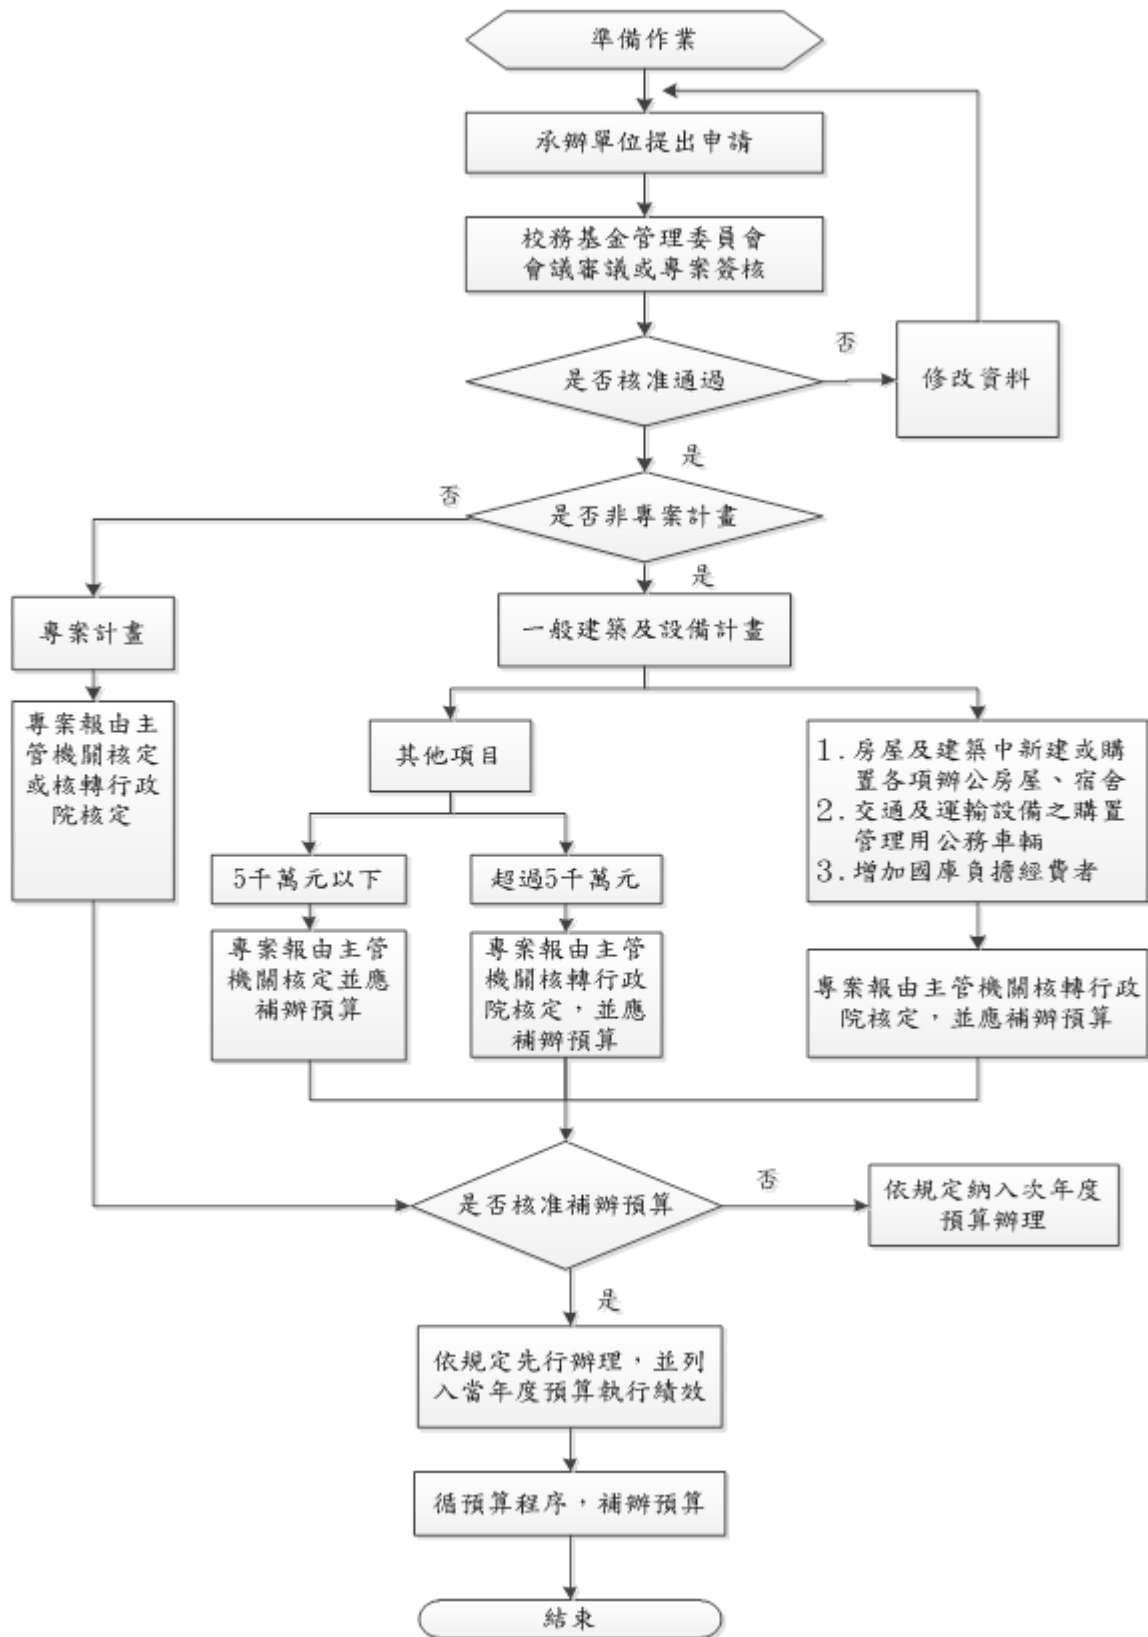 準備作業
承辦單位提出申請
校務基金管理委員會
會議審議或專案簽核
是否核准通過
否
修改資料
是
是否非專案計畫
否
是
專案計畫
一般建築及設備計畫
專案報由主
管機關核定
或核轉行政
院核定
其他項目
1.房屋及建築中新建或購
置各項辦公房屋、宿舍
2.交通及運輸設備之購置
管理用公務車輛
3.增加國庫負擔經費者
5千萬元以下
超過5千萬元
專案報由主管
機關核定並應
補辦預算
專案報由主管
機關核轉行政
院核定，並應
補辦預算
專案報由主管機關核轉行政
院核定，並應補辦預算
是否核准補辦預算
否
依規定納入次年度
預算辦理
是
依規定先行辦理，並列
入當年度預算執行績效
循預算程序，補辦預算
結束